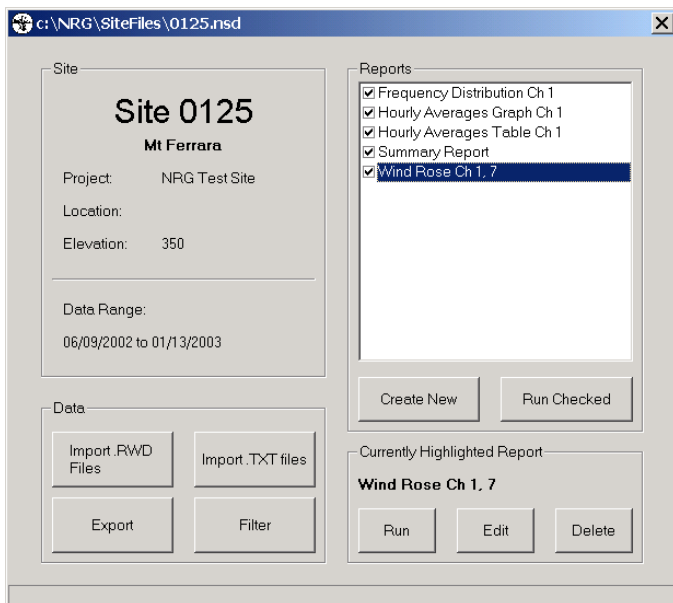 c:\NRG\SiteFiles\0125.nsd
Site
Site 0125
Mt Ferrara
Project: NRG Test Site
Location:
Elevation: 350
Data Range:
06/09/2002 to 01/13/2003
Data
Import .RWD
Files
Import .TXT files
Export
Filter
Reports
Frequency Distribution Ch 1
Hourly Averages Graph Ch 1
Hourly Averages Table Ch 1
Summary Report
Wind Rose Ch 1, 7
Create New
Run Checked
Currently Highlighted Report
Wind Rose Ch 1, 7
Run
Edit
Delete